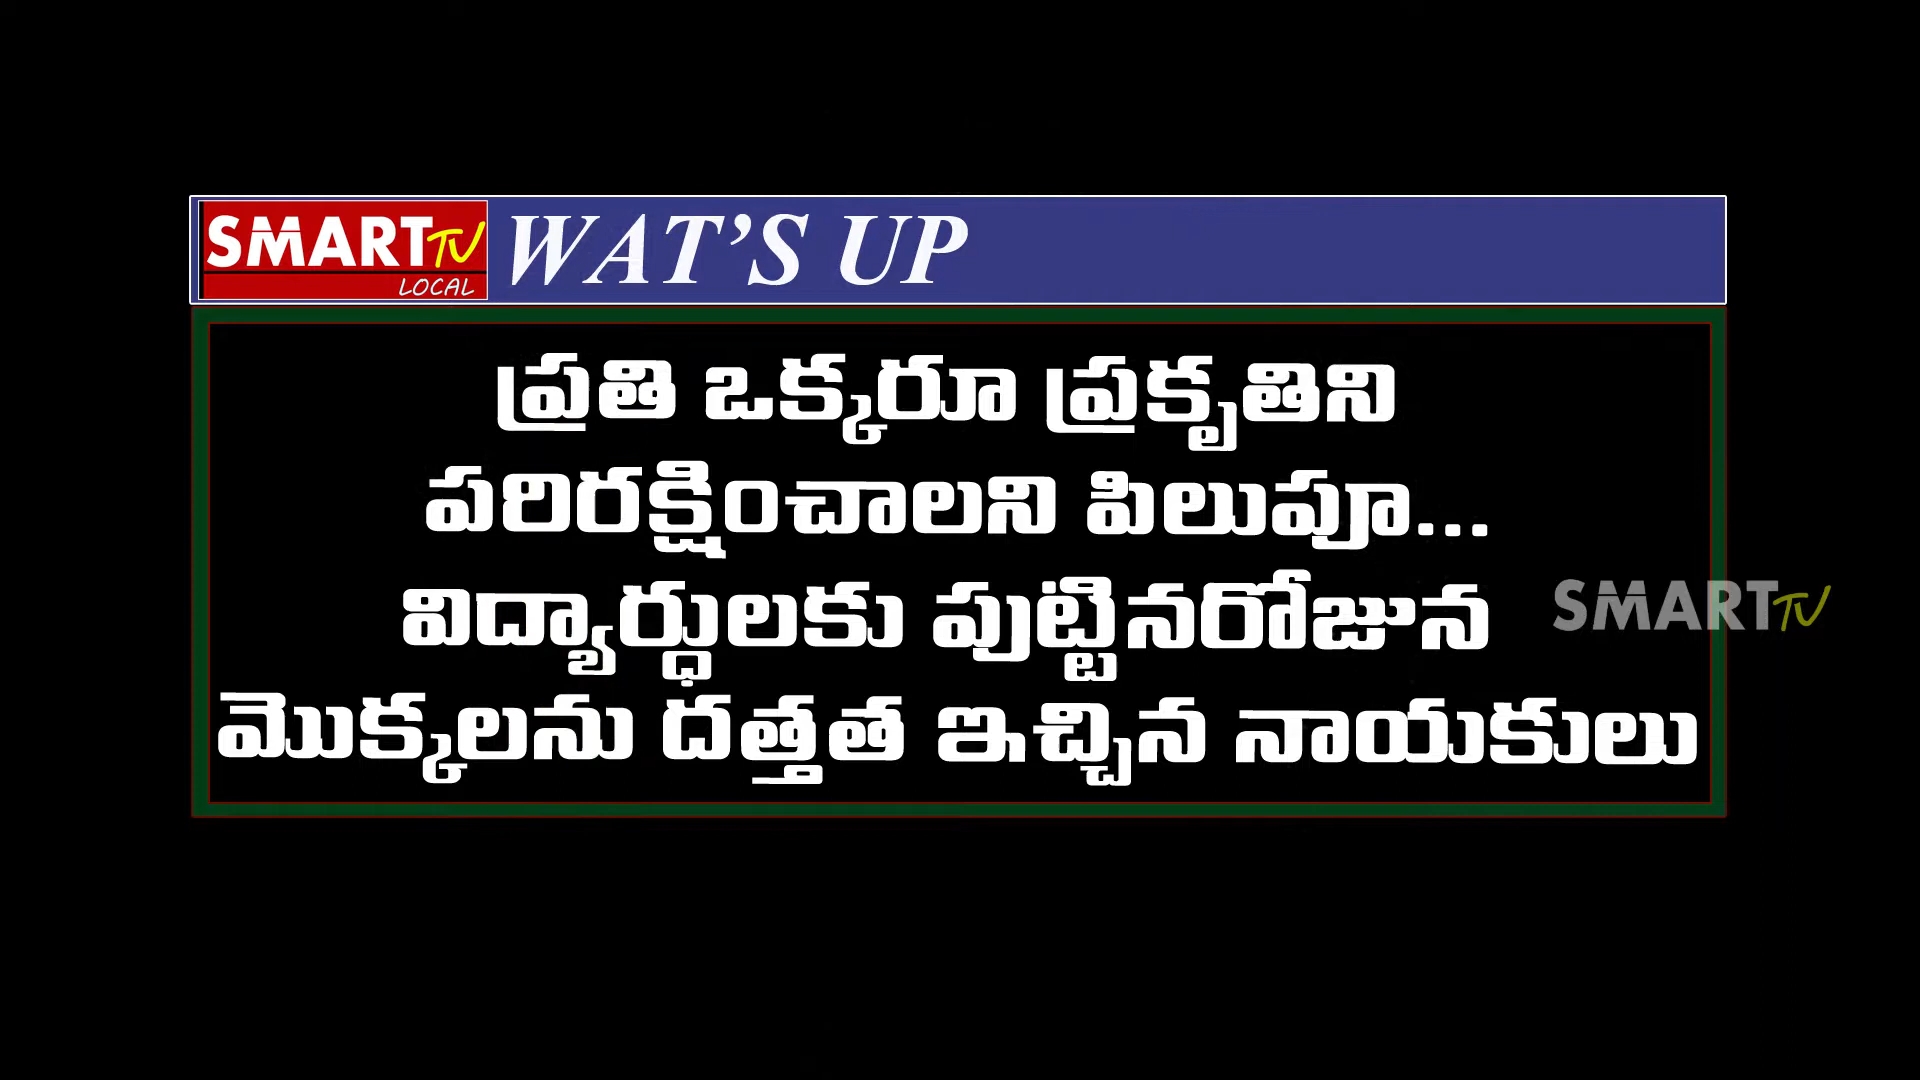 SMART TV LOCAL WAT'S UP
ప్రతి ఒక్కరూ ప్రకృతిని
పరిరక్షించాలని పిలుపూ...
విద్యార్ధులకు పుట్టినరోజున
SMART TV
మొక్కలను దత్తత ఇచ్చిన నాయకులు